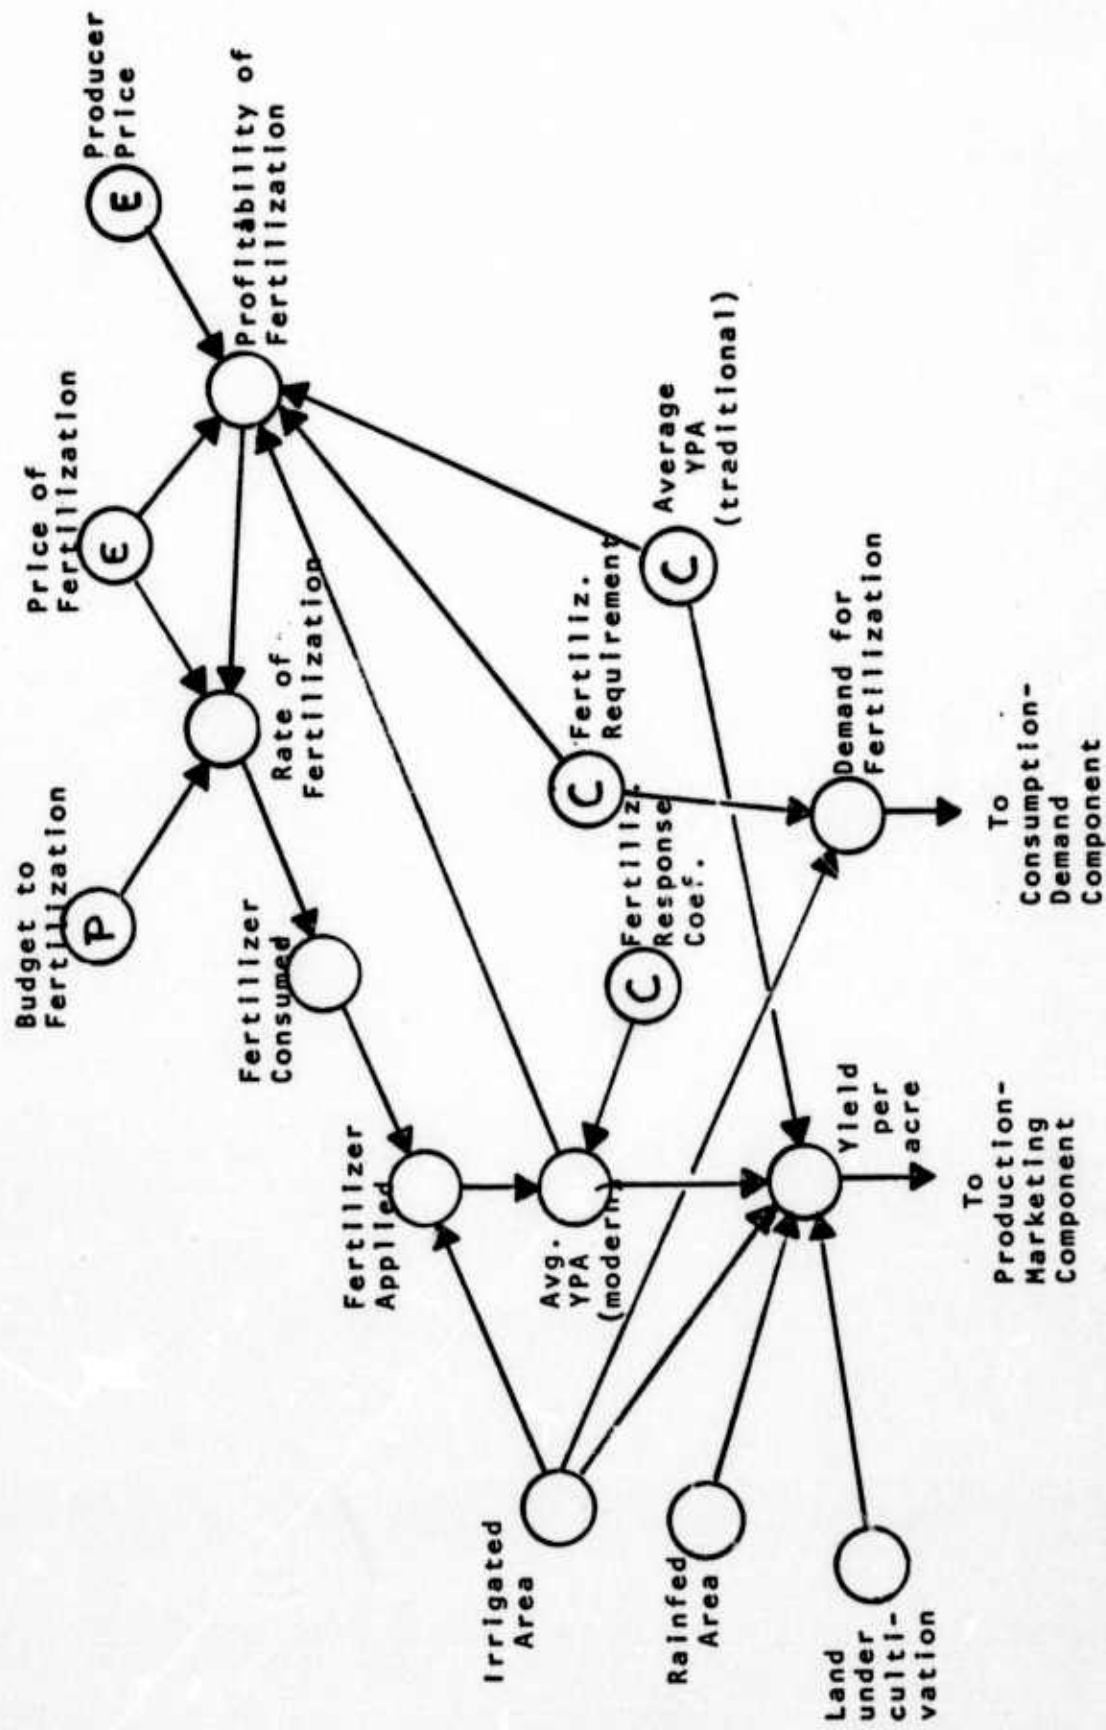 Budget to
Fertilization
P
Price of
Fertilization
E
Producer
Price
E
Profitability of
Fertilization
Rate of
Fertilization
Fertilizer
Consumed
Fertilizer
Applied
Irrigated
Area
Avg.
YPA
(modern)
C
Fertiliz.
Response
Coef.
C
Fertiliz.
Requirement
C
Average
YPA
(traditional)
Rainfed
Area
Land
under
culti-
vation
Yield
per
acre
Demand for
Fertilization
To
Production-
Marketing
Component
To
Consumption-
Demand
Component